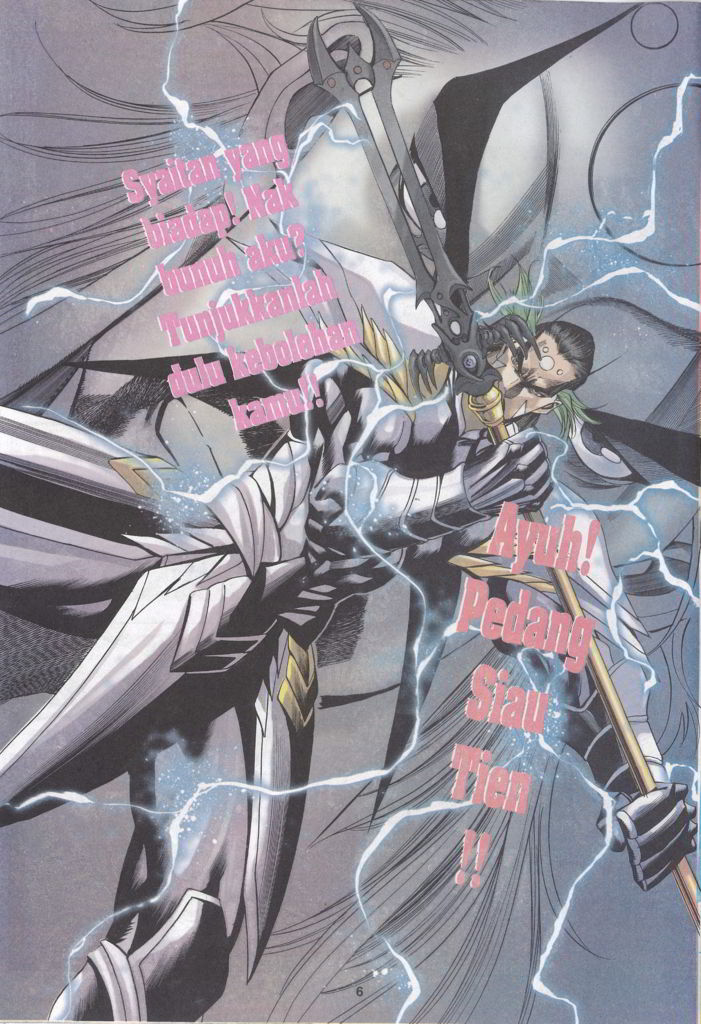 Syaitan yang
biadap! Nak
bunuh aku?
Tunjukkanlah
dulu kebolehan
kamu!!
Ayuh!
Pedang
Siau
Tien
!!
6